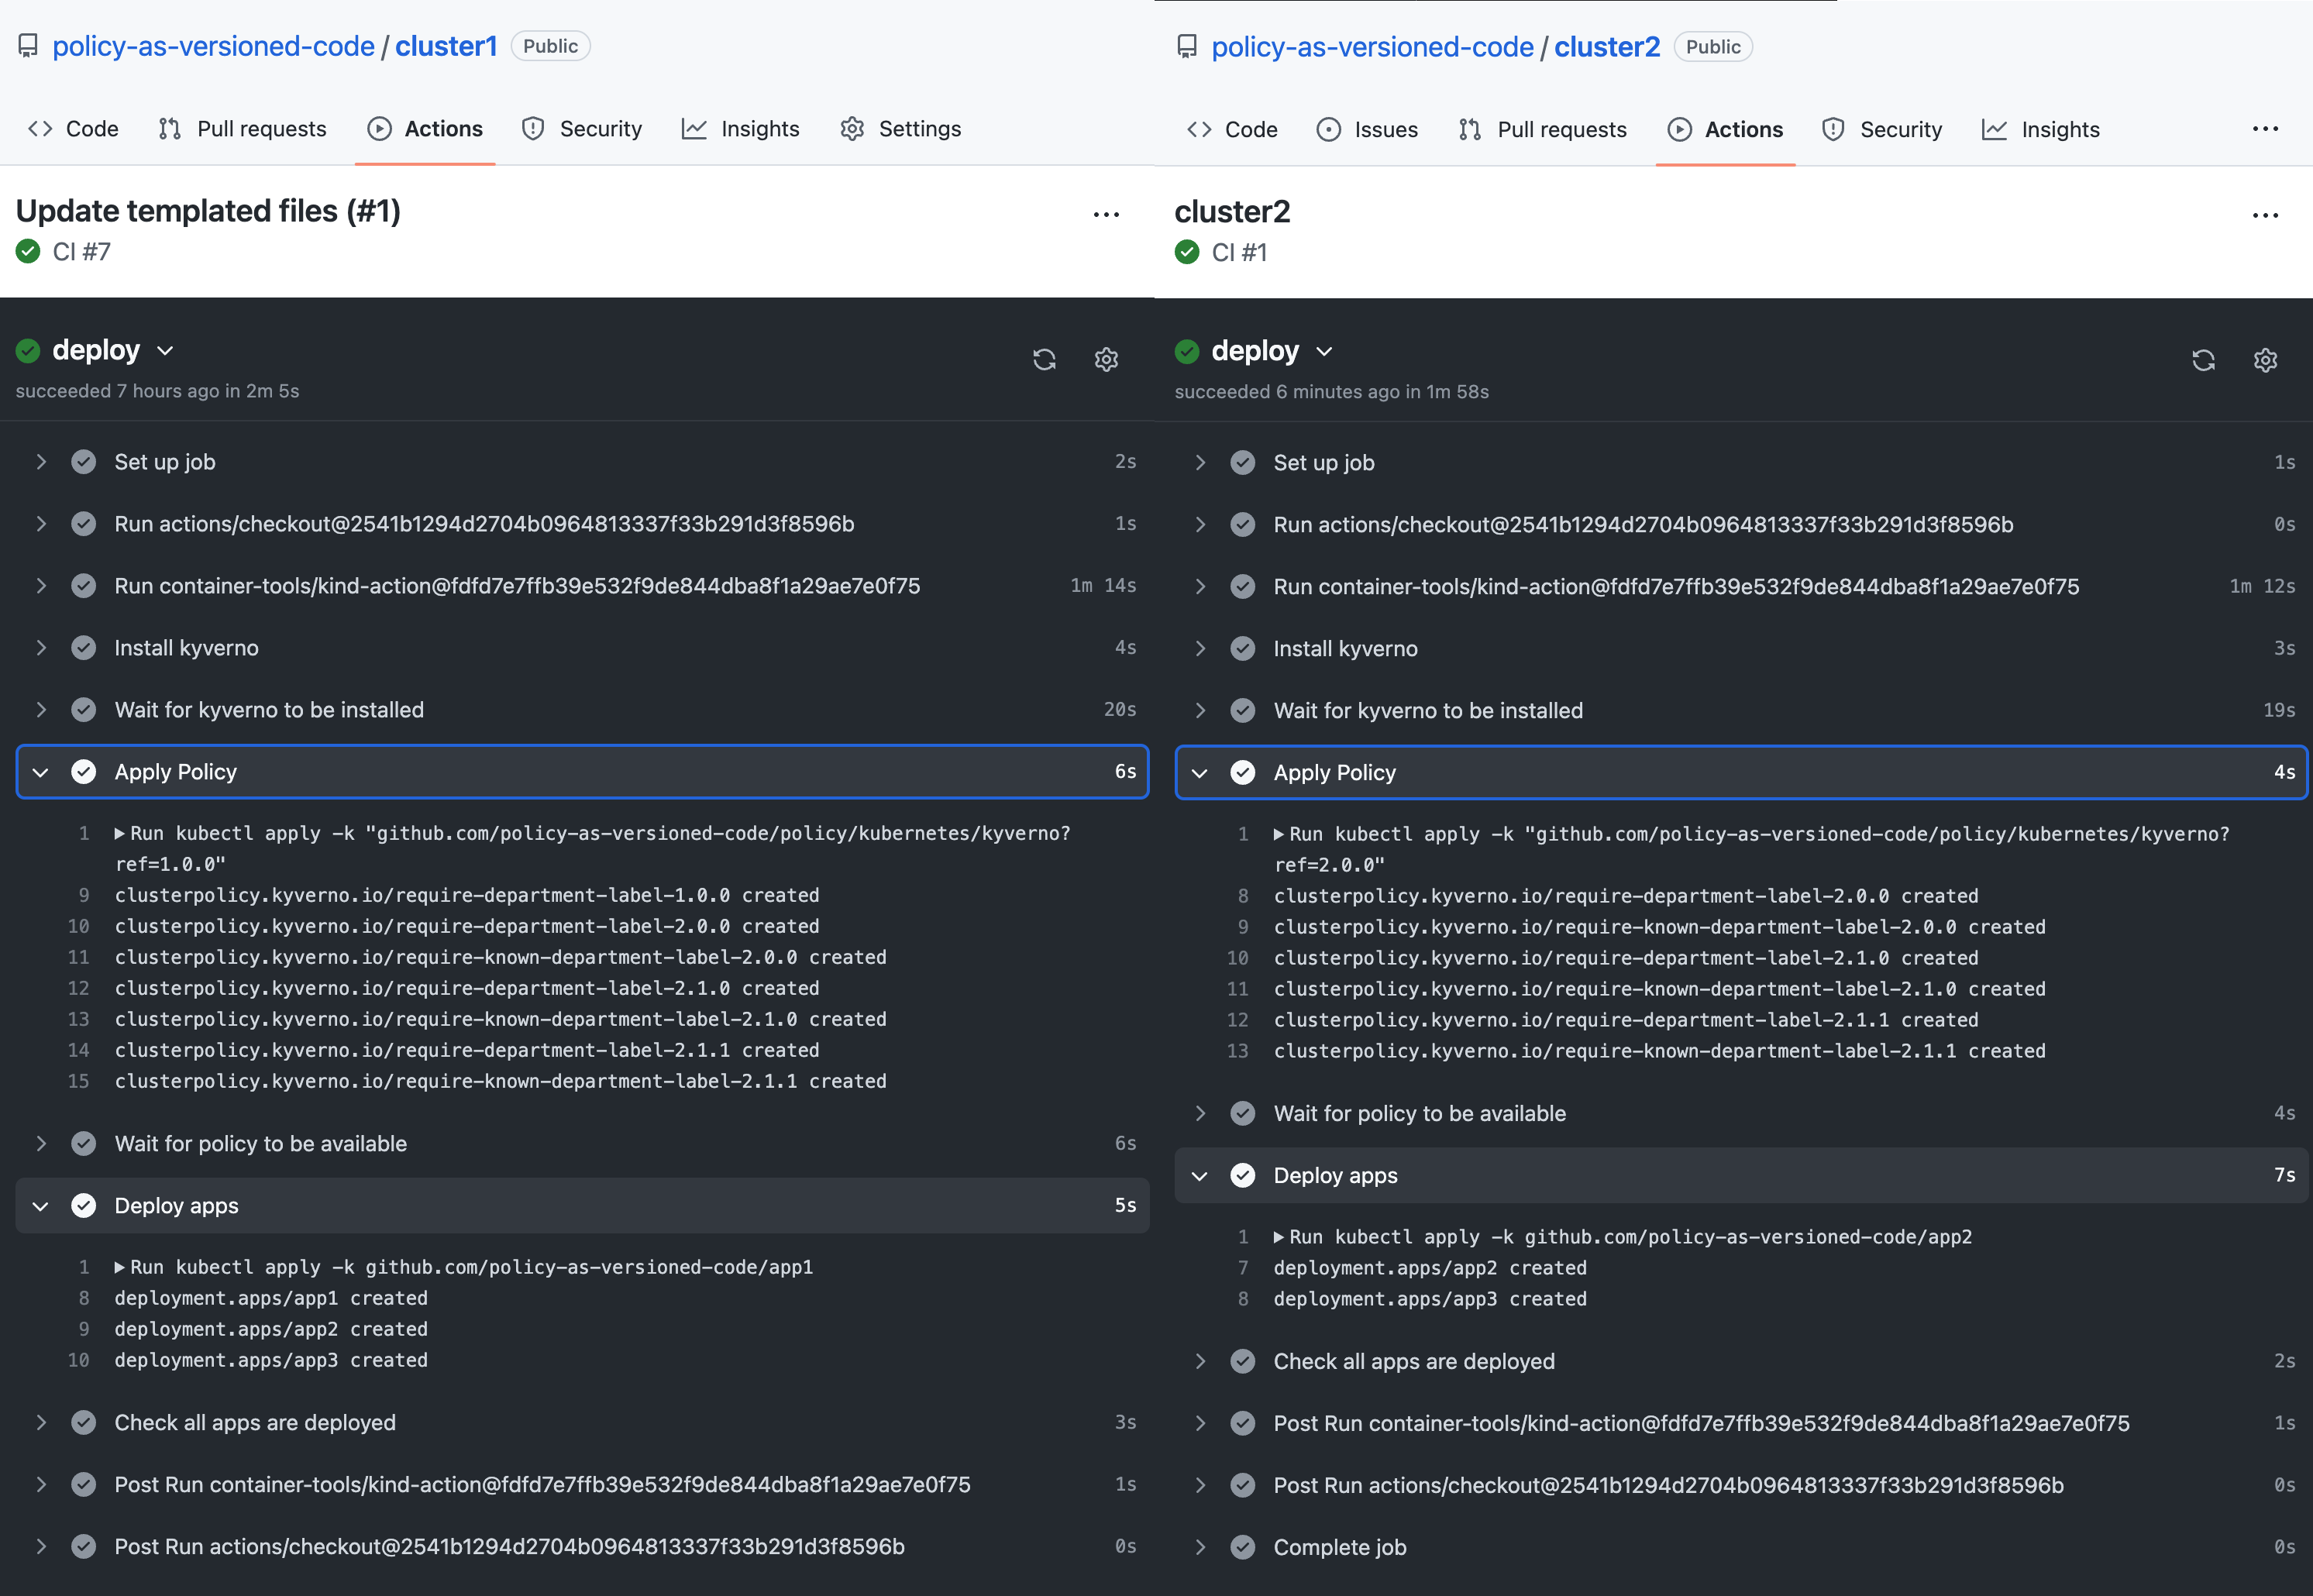 policy-as-versioned-code / cluster1 Public
Code Pull requests Actions Security Insights Settings
Update templated files (#1)
CI #7
deploy
succeeded 7 hours ago in 2m 5s
Set up job 2s
Run actions/checkout@2541b1294d2704b0964813337f33b291d3f8596b 1s
Run container-tools/kind-action@fdfd7e7ffb39e532f9de844dba8f1a29ae7e0f75 1m 14s
Install kyverno 4s
Wait for kyverno to be installed 20s
Apply Policy 6s
1 Run kubectl apply -k "github.com/policy-as-versioned-code/policy/kubernetes/kyverno?
ref=1.0.0"
9 clusterpolicy.kyverno.io/require-department-label-1.0.0 created
10 clusterpolicy.kyverno.io/require-department-label-2.0.0 created
11 clusterpolicy.kyverno.io/require-known-department-label-2.0.0 created
12 clusterpolicy.kyverno.io/require-department-label-2.1.0 created
13 clusterpolicy.kyverno.io/require-known-department-label-2.1.0 created
14 clusterpolicy.kyverno.io/require-department-label-2.1.1 created
15 clusterpolicy.kyverno.io/require-known-department-label-2.1.1 created
Wait for policy to be available 6s
Deploy apps 5s
1 Run kubectl apply -k github.com/policy-as-versioned-code/app1
8 deployment.apps/app1 created
9 deployment.apps/app2 created
10 deployment.apps/app3 created
Check all apps are deployed 3s
Post Run container-tools/kind-action@fdfd7e7ffb39e532f9de844dba8f1a29ae7e0f75 1s
Post Run actions/checkout@2541b1294d2704b0964813337f33b291d3f8596b 0s
policy-as-versioned-code / cluster2 Public
Code Issues Pull requests Actions Security Insights
cluster2
CI #1
deploy
succeeded 6 minutes ago in 1m 58s
Set up job 1s
Run actions/checkout@2541b1294d2704b0964813337f33b291d3f8596b 0s
Run container-tools/kind-action@fdfd7e7ffb39e532f9de844dba8f1a29ae7e0f75 1m 12s
Install kyverno 3s
Wait for kyverno to be installed 19s
Apply Policy 4s
1 Run kubectl apply -k "github.com/policy-as-versioned-code/policy/kubernetes/kyverno?
ref=2.0.0"
8 clusterpolicy.kyverno.io/require-department-label-2.0.0 created
9 clusterpolicy.kyverno.io/require-known-department-label-2.0.0 created
10 clusterpolicy.kyverno.io/require-department-label-2.1.0 created
11 clusterpolicy.kyverno.io/require-known-department-label-2.1.0 created
12 clusterpolicy.kyverno.io/require-department-label-2.1.1 created
13 clusterpolicy.kyverno.io/require-known-department-label-2.1.1 created
Wait for policy to be available 4s
Deploy apps 7s
1 Run kubectl apply -k github.com/policy-as-versioned-code/app2
7 deployment.apps/app2 created
8 deployment.apps/app3 created
Check all apps are deployed 2s
Post Run container-tools/kind-action@fdfd7e7ffb39e532f9de844dba8f1a29ae7e0f75 1s
Post Run actions/checkout@2541b1294d2704b0964813337f33b291d3f8596b 0s
Complete job 0s